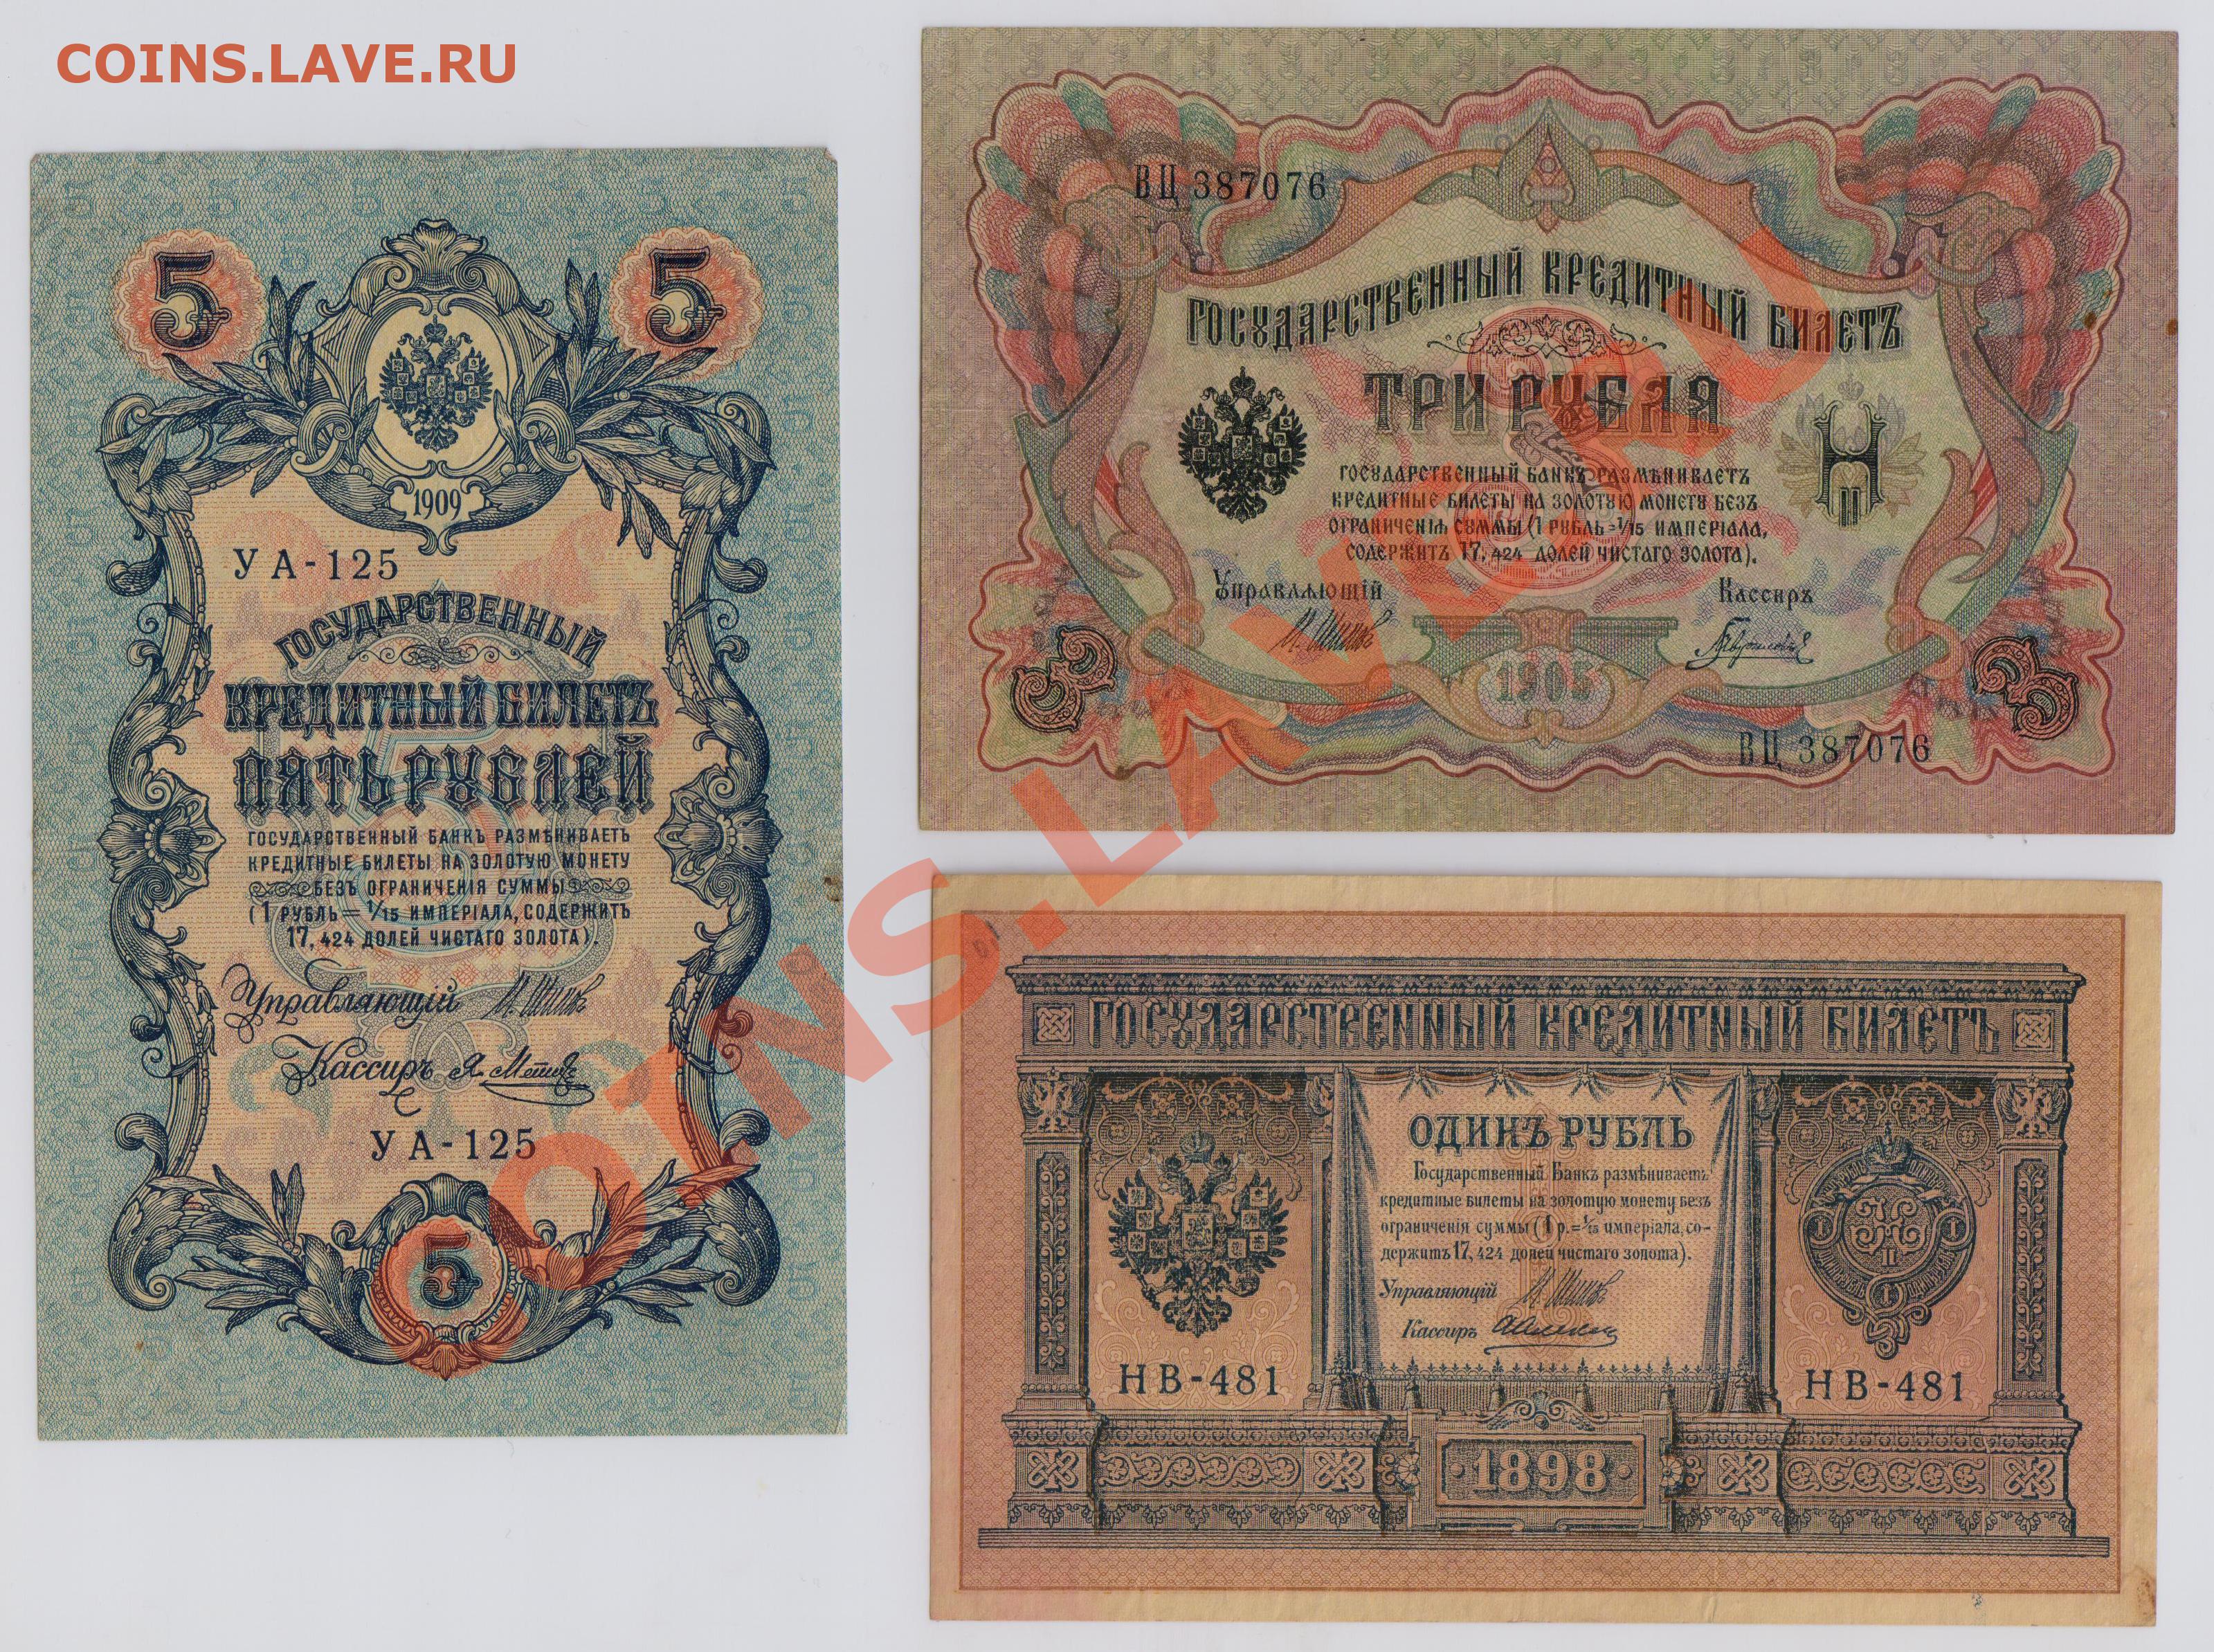 COINS.LAVE.RU
5
5
1909
УА-125
ГОСУДАРСТВЕННЫЙ
КРЕДИТНЫЙ БИЛЕТЪ
ПЯТЬ РУБЛЕЙ
ГОСУДАРСТВЕННЫЙ БАНКЪ РАЗМѢНИВАЕТЪ
КРЕДИТНЫЕ БИЛЕТЫ НА ЗОЛОТУЮ МОНЕТУ
БЕЗЪ ОГРАНИЧЕНІЯ СУММЫ
(1 РУБЛЬ=1/15 ИМПЕРІАЛА, СОДЕРЖИТЪ
17,424 ДОЛЕЙ ЧИСТАГО ЗОЛОТА).
Управляющій
Кассиръ
УА-125
5
ВЦ 387076
ГОСУДАРСТВЕННЫЙ КРЕДИТНЫЙ БИЛЕТЪ
ТРИ РУБЛЯ
ГОСУДАРСТВЕННЫЙ БАНКЪ РАЗМѢНИВАЕТЪ
КРЕДИТНЫЕ БИЛЕТЫ НА ЗОЛОТУЮ МОНЕТУ БЕЗЪ
ОГРАНИЧЕНІЯ СУММЫ (1 РУБЛЬ=1/15 ИМПЕРІАЛА,
СОДЕРЖИТЪ 17,424 ДОЛЕЙ ЧИСТАГО ЗОЛОТА).
Управляющій
Кассиръ
3
1905
3
ВЦ 387076
ГОСУДАРСТВЕННЫЙ КРЕДИТНЫЙ БИЛЕТЪ
ОДИНЪ РУБЛЬ
Государственный Банкъ размѣниваетъ
кредитные билеты на золотую монету безъ
ограниченія суммы (1 р.=1/15 имперіала, со-
держитъ 17,424 долей чистаго золота).
Управляющій
Кассиръ
НВ-481
НВ-481
1898
COINS.LAVE.RU